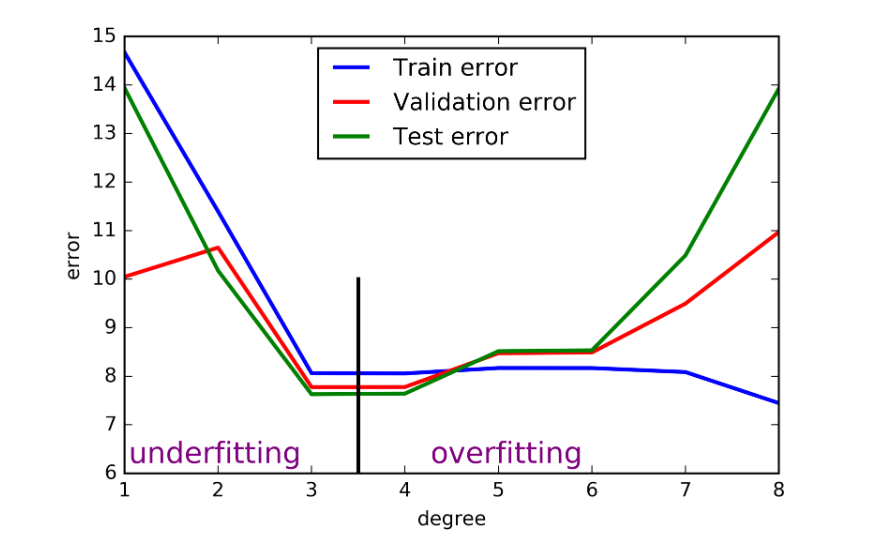 15
14
13
12
11
10
9
8
7
6
error
Train error
Validation error
Test error
underfitting
overfitting
1 2 3 4 5 6 7 8
degree